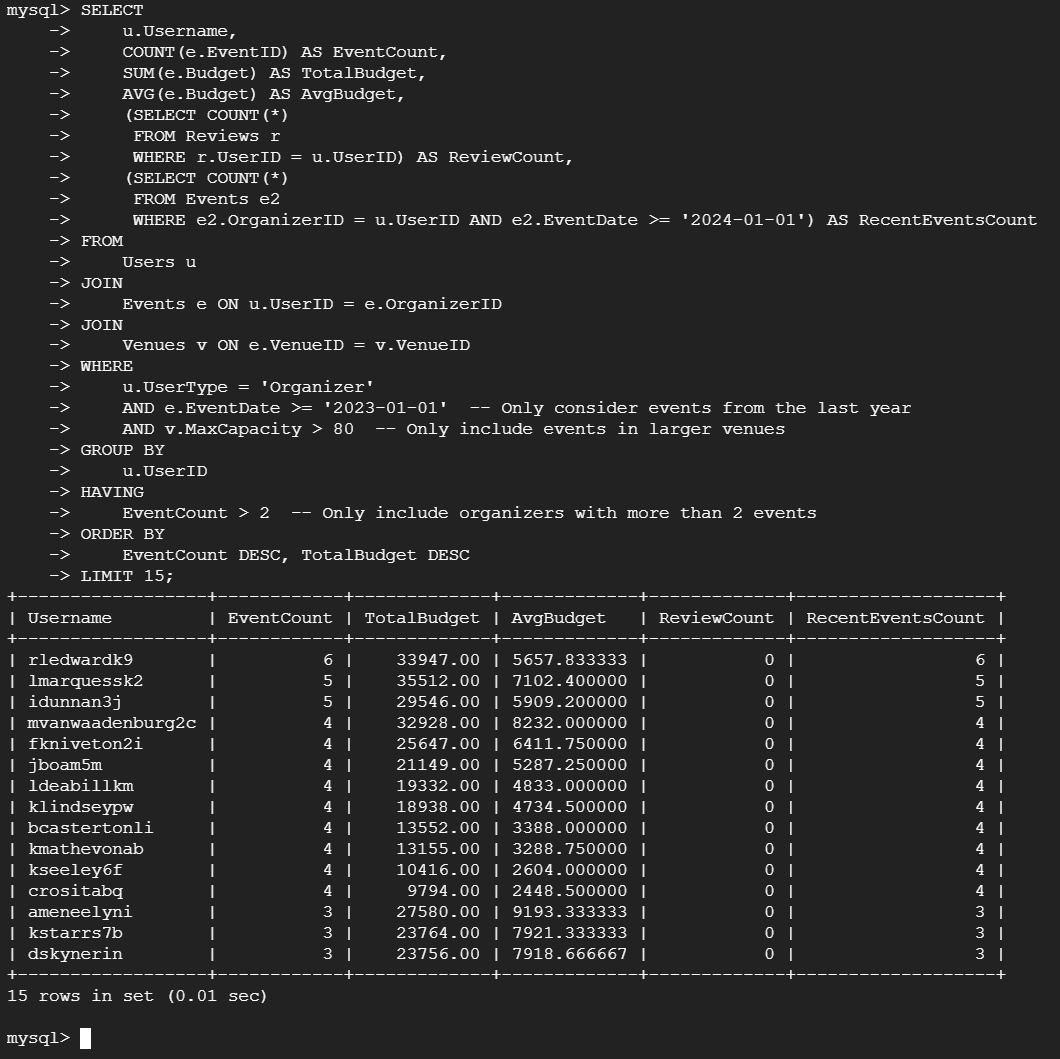 mysql> SELECT
    ->     u.Username,
    ->     COUNT(e.EventID) AS EventCount,
    ->     SUM(e.Budget) AS TotalBudget,
    ->     AVG(e.Budget) AS AvgBudget,
    ->     (SELECT COUNT(*)
    ->      FROM Reviews r
    ->      WHERE r.UserID = u.UserID) AS ReviewCount,
    ->     (SELECT COUNT(*)
    ->      FROM Events e2
    ->      WHERE e2.OrganizerID = u.UserID AND e2.EventDate >= '2024-01-01') AS RecentEventsCount
    -> FROM
    ->     Users u
    -> JOIN
    ->     Events e ON u.UserID = e.OrganizerID
    -> JOIN
    ->     Venues v ON e.VenueID = v.VenueID
    -> WHERE
    ->     u.UserType = 'Organizer'
    ->     AND e.EventDate >= '2023-01-01'  -- Only consider events from the last year
    ->     AND v.MaxCapacity > 80  -- Only include events in larger venues
    -> GROUP BY
    ->     u.UserID
    -> HAVING
    ->     EventCount > 2  -- Only include organizers with more than 2 events
    -> ORDER BY
    ->     EventCount DESC, TotalBudget DESC
    -> LIMIT 15;
+------------------+------------+-------------+-------------+-------------+-------------------+
| Username         | EventCount | TotalBudget | AvgBudget   | ReviewCount | RecentEventsCount |
+------------------+------------+-------------+-------------+-------------+-------------------+
| rledwardk9       |          6 |    33947.00 | 5657.833333 |           0 |                 6 |
| lmarquessk2      |          5 |    35512.00 | 7102.400000 |           0 |                 5 |
| idunnan3j        |          5 |    29546.00 | 5909.200000 |           0 |                 5 |
| mvanwaadenburg2c |          4 |    32928.00 | 8232.000000 |           0 |                 4 |
| fkniveton2i      |          4 |    25647.00 | 6411.750000 |           0 |                 4 |
| jboam5m          |          4 |    21149.00 | 5287.250000 |           0 |                 4 |
| ldeabillkm       |          4 |    19332.00 | 4833.000000 |           0 |                 4 |
| klindseypw       |          4 |    18938.00 | 4734.500000 |           0 |                 4 |
| bcastertonli     |          4 |    13552.00 | 3388.000000 |           0 |                 4 |
| kmathevonab      |          4 |    13155.00 | 3288.750000 |           0 |                 4 |
| kseeley6f        |          4 |    10416.00 | 2604.000000 |           0 |                 4 |
| crositabq        |          4 |     9794.00 | 2448.500000 |           0 |                 4 |
| ameneelyni       |          3 |    27580.00 | 9193.333333 |           0 |                 3 |
| kstarrs7b        |          3 |    23764.00 | 7921.333333 |           0 |                 3 |
| dskynerin        |          3 |    23756.00 | 7918.666667 |           0 |                 3 |
+------------------+------------+-------------+-------------+-------------+-------------------+
15 rows in set (0.01 sec)
mysql>